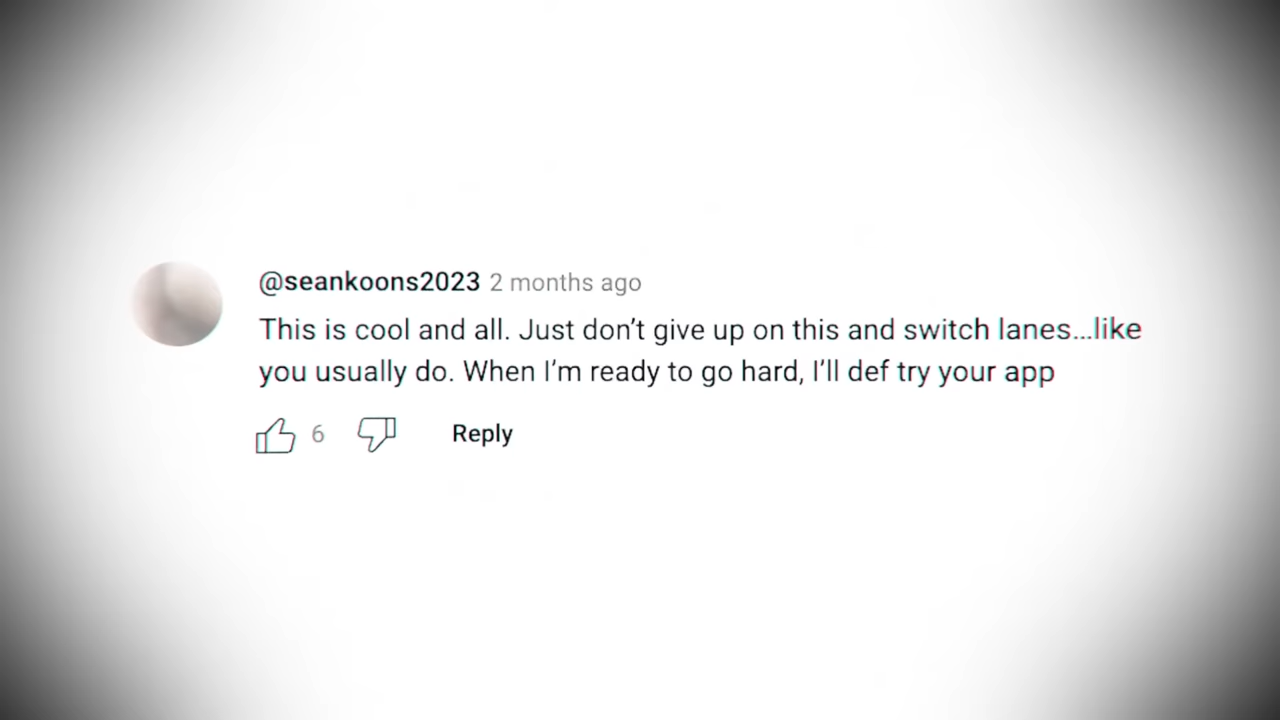 @seankoons2023 2 months ago
This is cool and all. Just don’t give up on this and switch lanes...like
you usually do. When I’m ready to go hard, I’ll def try your app
6 Reply